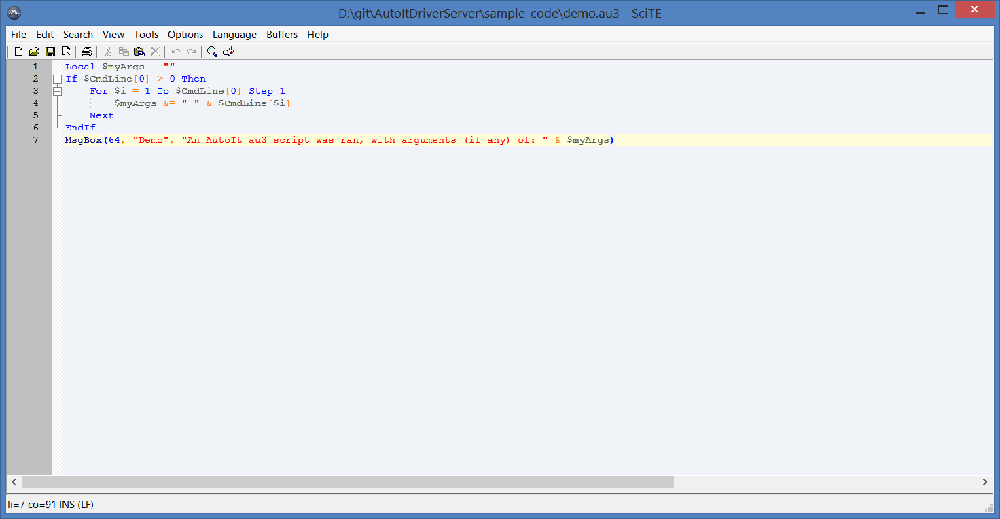 D:\git\AutoItDriverServer\sample-code\demo.au3 - SciTE
File Edit Search View Tools Options Language Buffers Help
1 Local $myArgs = ""
2 If $CmdLine[0] > 0 Then
3 For $i = 1 To $CmdLine[0] Step 1
4 $myArgs &= " " & $CmdLine[$i]
5 Next
6 EndIf
7 MsgBox(64, "Demo", "An AutoIt au3 script was ran, with arguments (if any) of: " & $myArgs)
li=7 co=91 INS (LF)